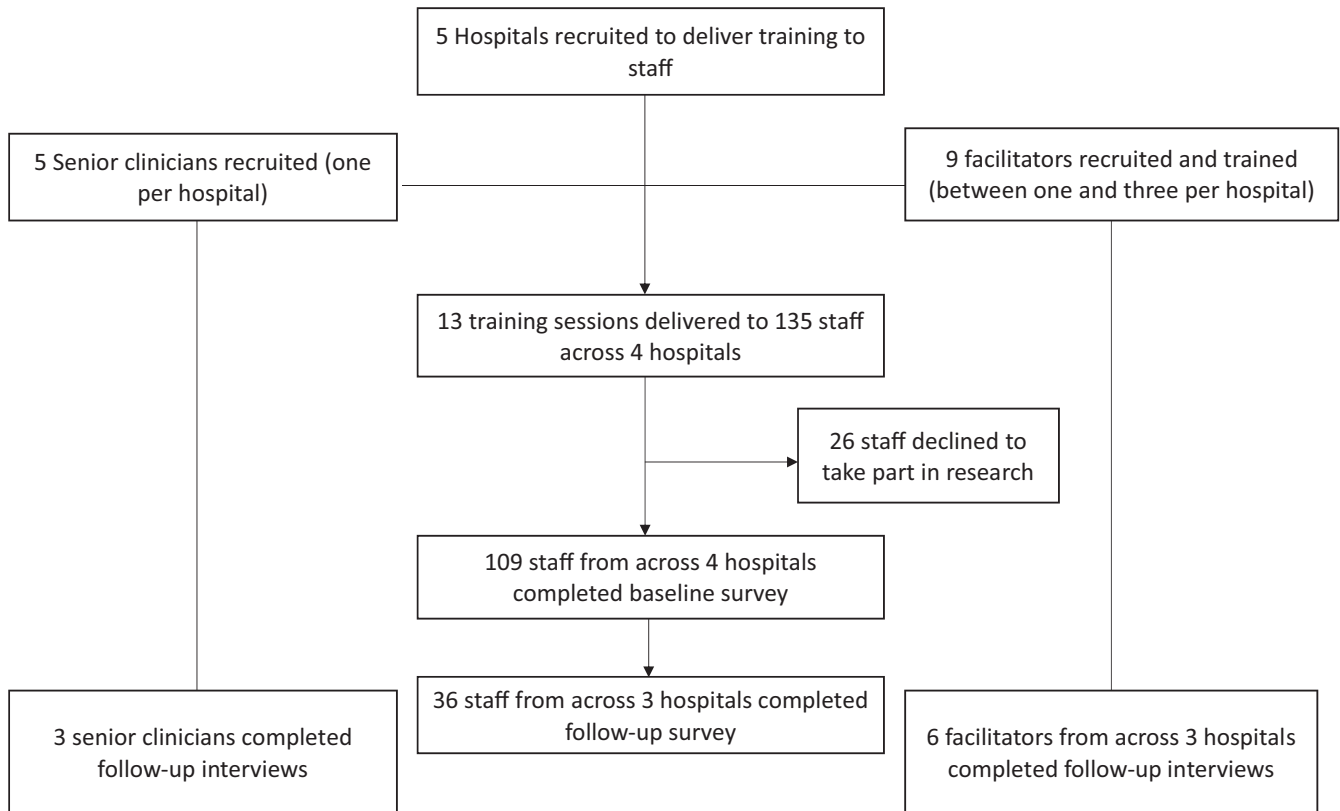 5 Hospitals recruited to deliver training to
staff
5 Senior clinicians recruited (one
per hospital)
9 facilitators recruited and trained
(between one and three per hospital)
13 training sessions delivered to 135 staff
across 4 hospitals
26 staff declined to
take part in research
109 staff from across 4 hospitals
completed baseline survey
36 staff from across 3 hospitals completed
follow-up survey
3 senior clinicians completed
follow-up interviews
6 facilitators from across 3 hospitals
completed follow-up interviews